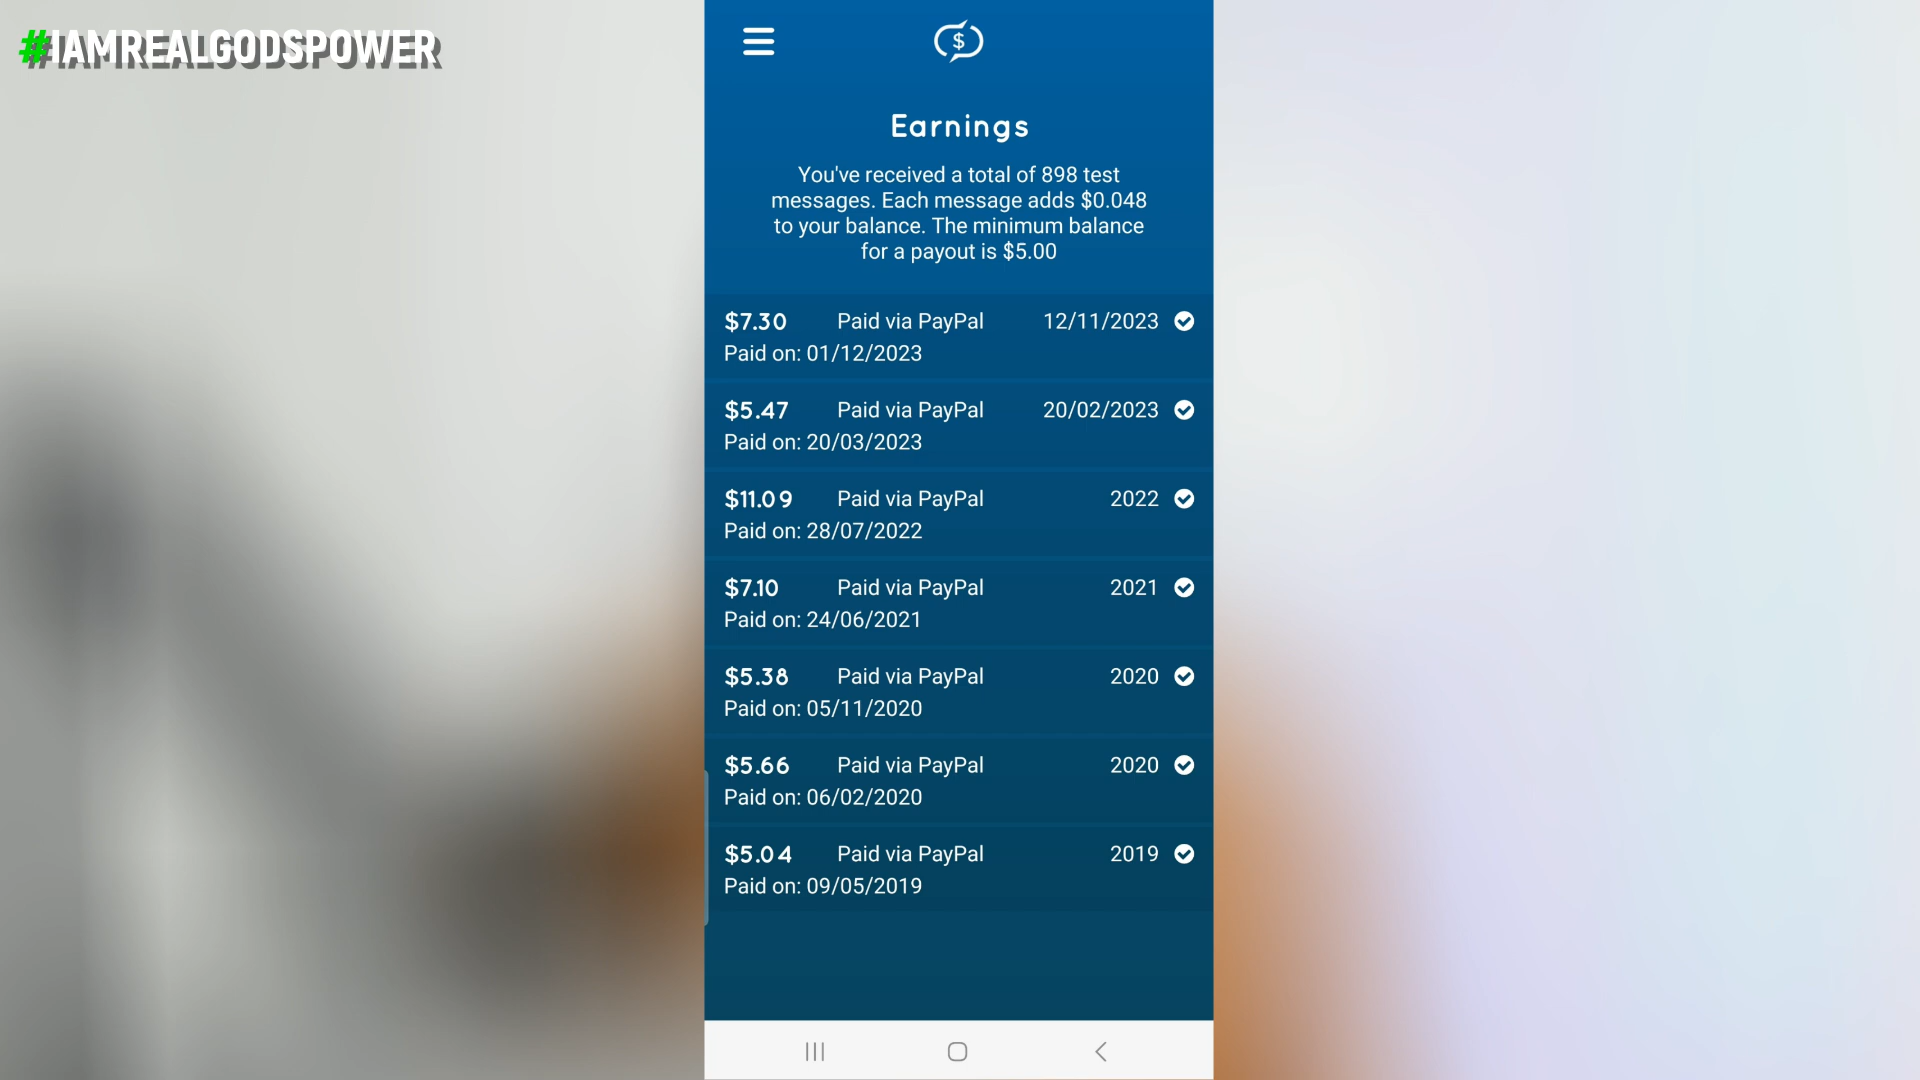 #IAMREALGODSPOWER
$
Earnings
You've received a total of 898 test
messages. Each message adds $0.048
to your balance. The minimum balance
for a payout is $5.00
$7.30 Paid via PayPal 12/11/2023
Paid on: 01/12/2023
$5.47 Paid via PayPal 20/02/2023
Paid on: 20/03/2023
$11.09 Paid via PayPal 2022
Paid on: 28/07/2022
$7.10 Paid via PayPal 2021
Paid on: 24/06/2021
$5.38 Paid via PayPal 2020
Paid on: 05/11/2020
$5.66 Paid via PayPal 2020
Paid on: 06/02/2020
$5.04 Paid via PayPal 2019
Paid on: 09/05/2019